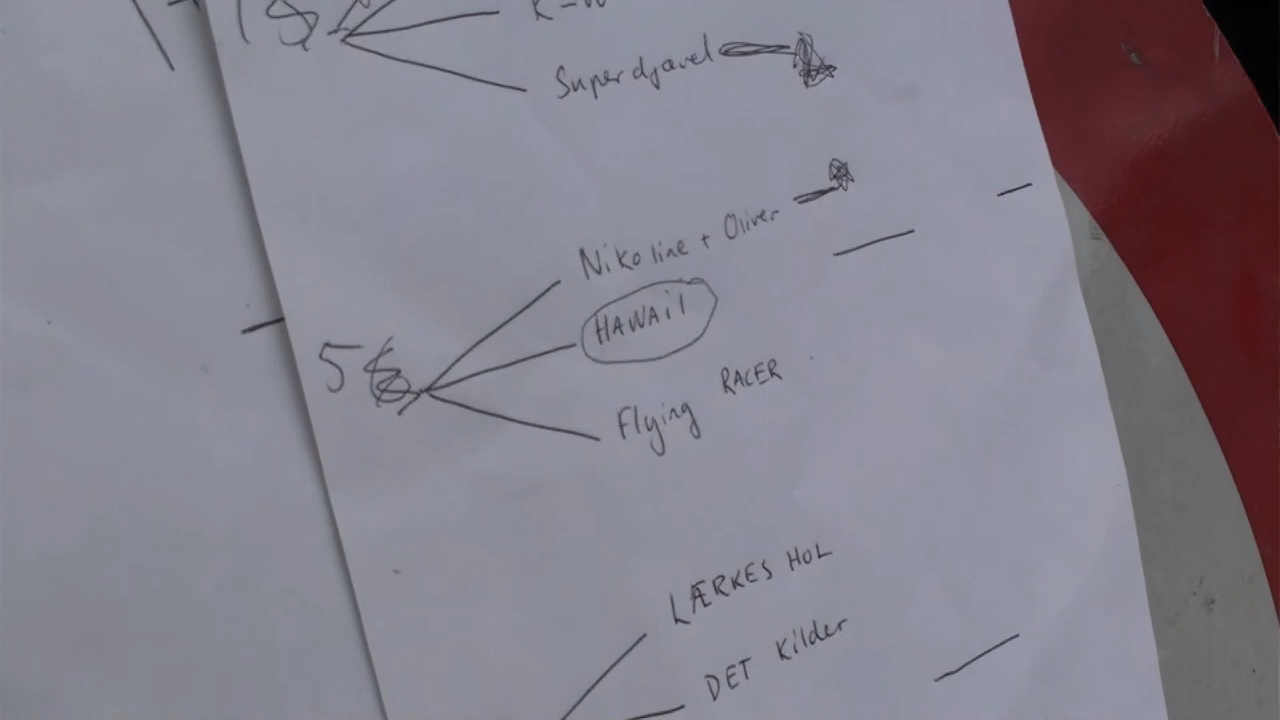 Superdjævel
Nikoline + Oliver
HAWAiI
5
Flying RACER
LÆRKES HOL
DET Kilder